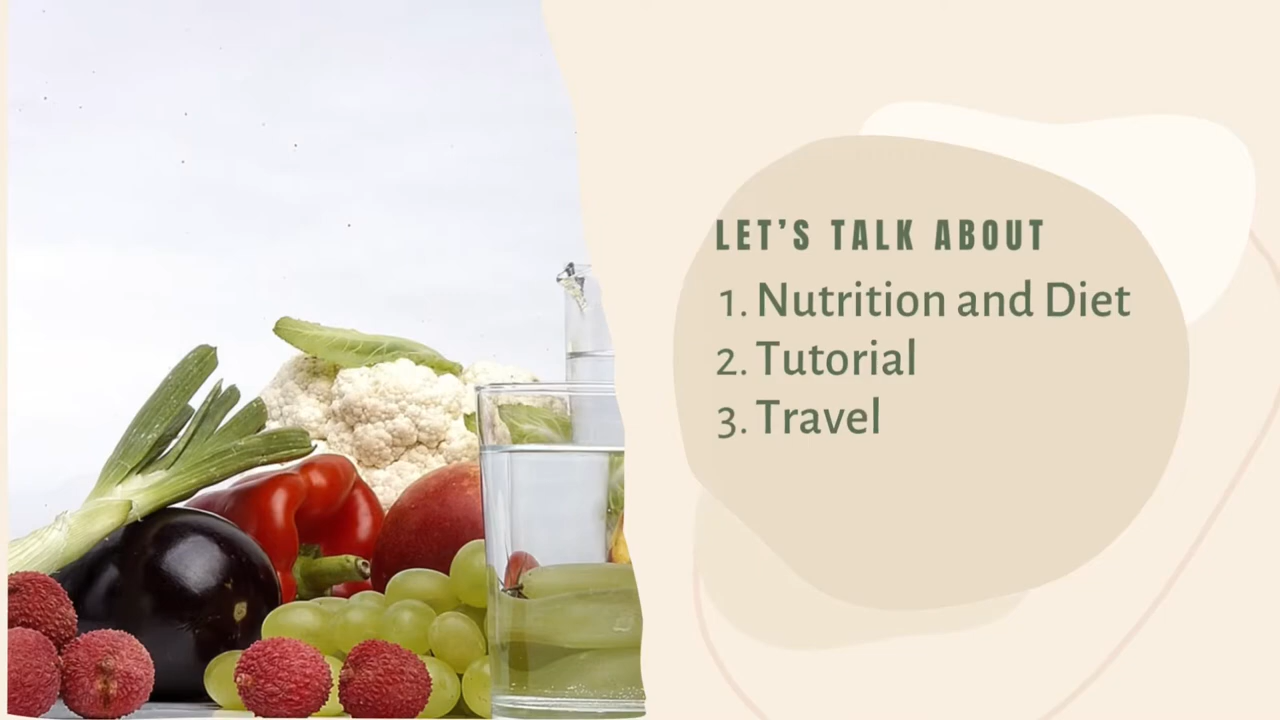 LET'S TALK ABOUT
1. Nutrition and Diet
2. Tutorial
3. Travel